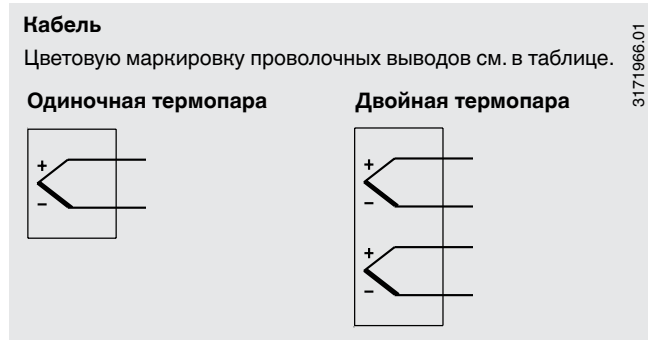 Кабель
Цветовую маркировку проволочных выводов см. в таблице.
3171966.01
Одиночная термопара
Двойная термопара
+
–
+
–
+
–